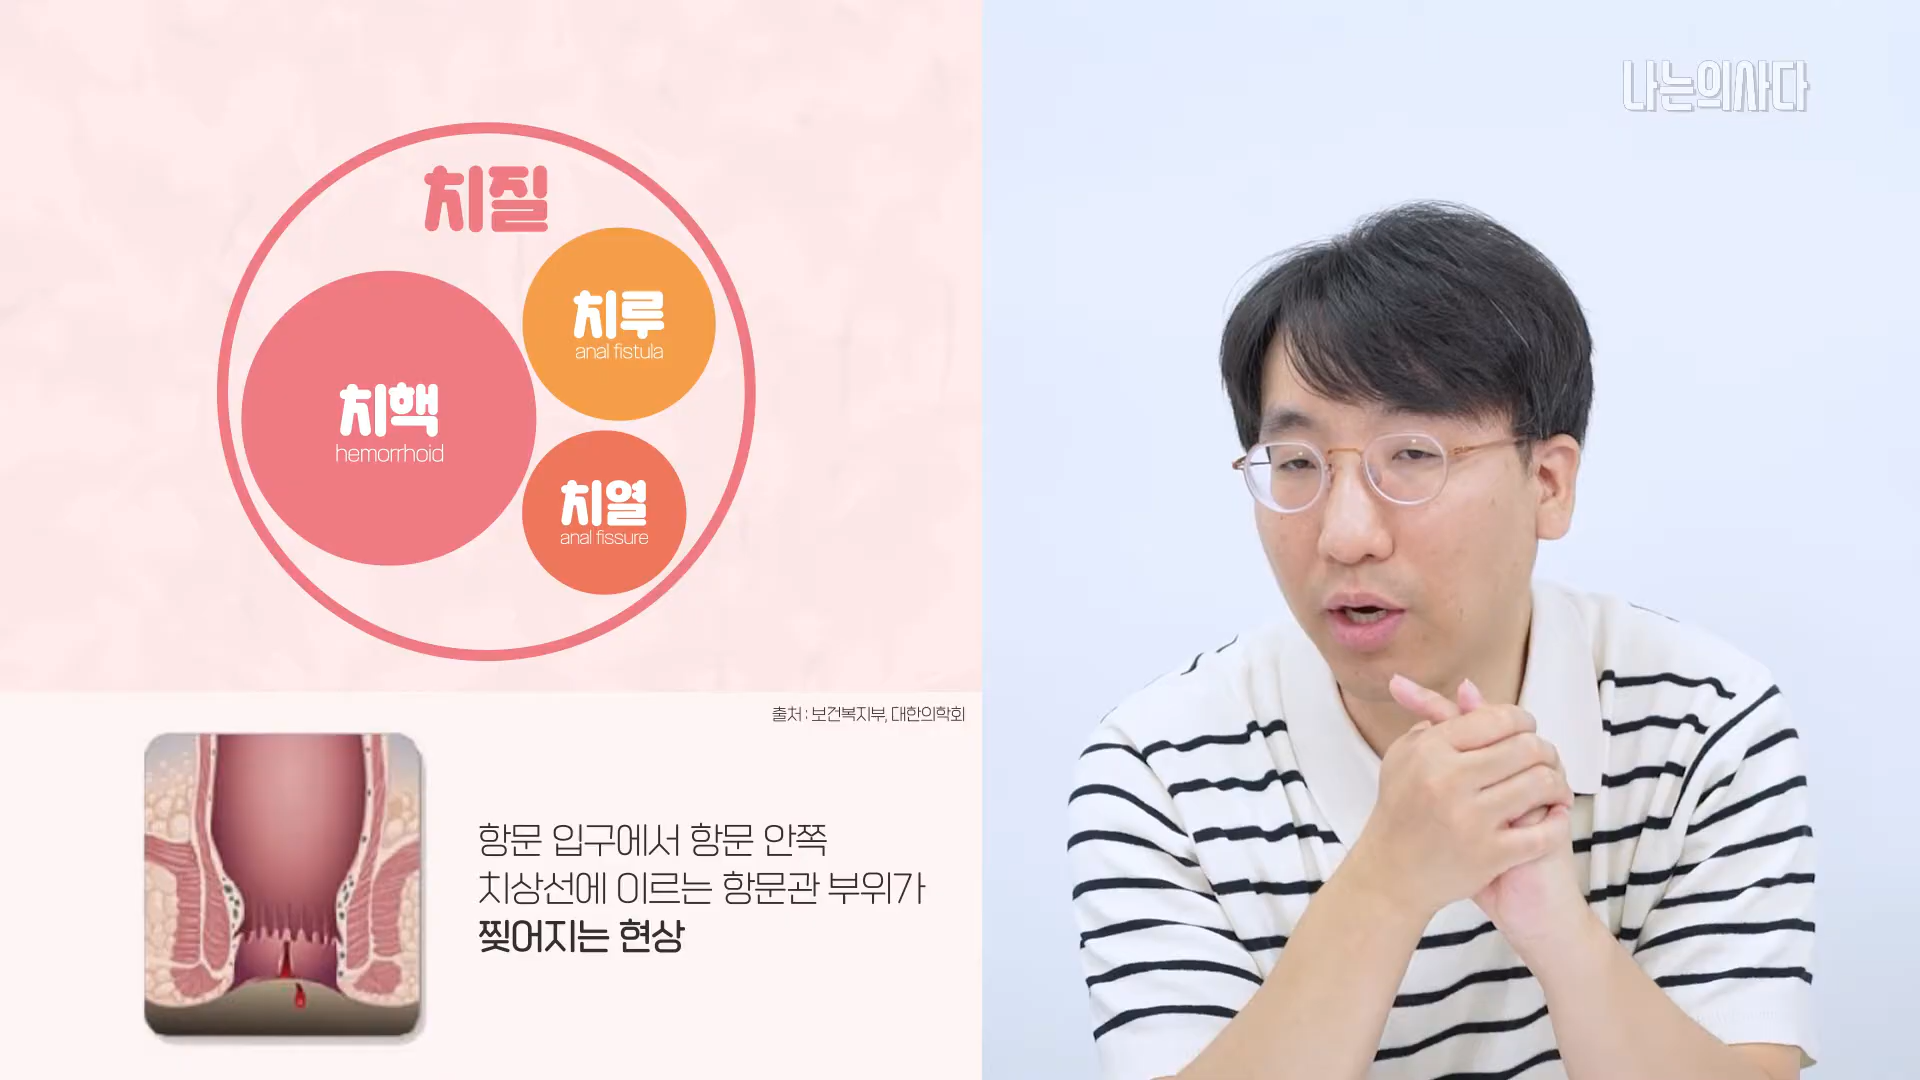 나는의사다
치질
치루
anal fistula
치핵
hemorrhoid
치열
anal fissure
출처 : 보건복지부, 대한의학회
항문 입구에서 항문 안쪽
치상선에 이르는 항문관 부위가
찢어지는 현상